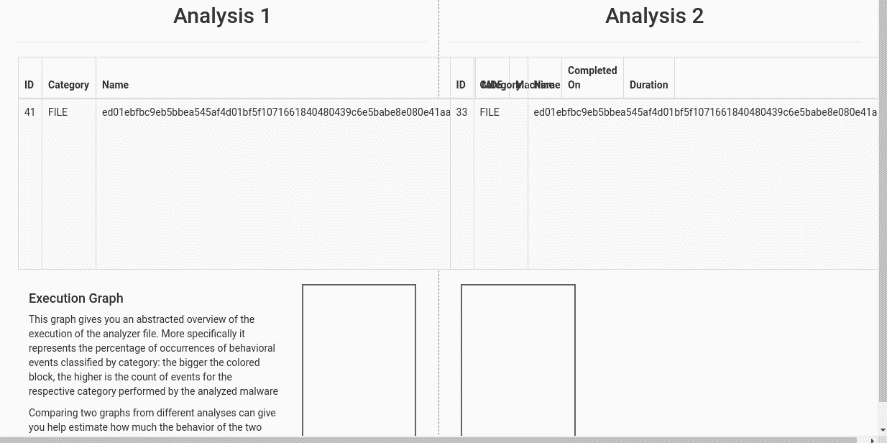 Analysis 1
Analysis 2
ID Category Name
ID Category Name Completed On Duration
41 FILE ed01ebfbc9eb5bbea545af4d01bf5f1071661840480439c6e5babe8e080e41aa
33 FILE ed01ebfbc9eb5bbea545af4d01bf5f1071661840480439c6e5babe8e080e41a
Execution Graph
This graph gives you an abstracted overview of the
execution of the analyzer file. More specifically it
represents the percentage of occurrences of behavioral
events classified by category: the bigger the colored
block, the higher is the count of events for the
respective category performed by the analyzed malware
Comparing two graphs from different analyses can give
you help estimate how much the behavior of the two